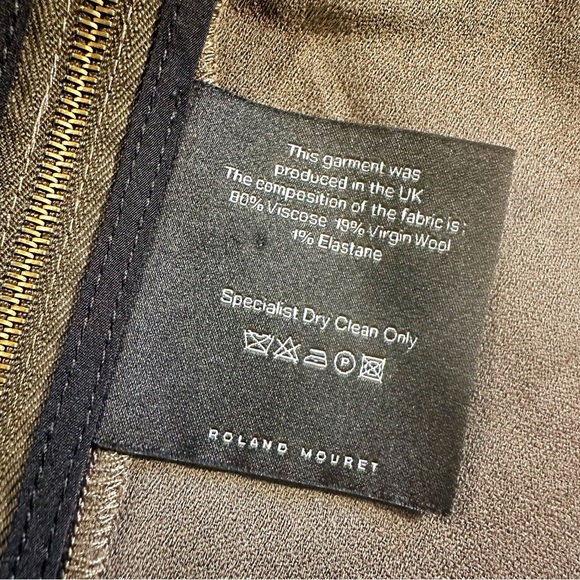 This garment was
produced in the UK
The composition of the fabric is:
80% Viscose 19% Virgin Wool
1% Elastane
Specialist Dry Clean Only
P
ROLAND MOURET